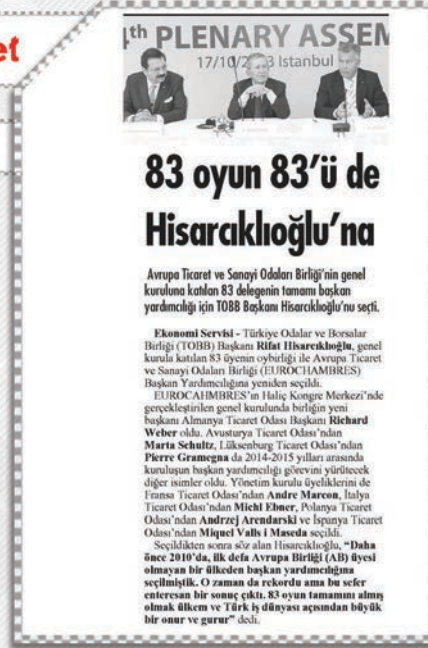 et
th PLENARY ASSEM
17/10/2 3 Istanbul
83 oyun 83’ü de
Hisarcıklıoğlu’na
Avrupa Ticaret ve Sanayi Odaları Birliği’nin genel
kuruluna katılan 83 delegenin tamamı başkan
yardımcılığı için TOBB Başkanı Hisarcıklıoğlu’nu seçti.
Ekonomi Servisi - Türkiye Odalar ve Borsalar
Birliği (TOBB) Başkanı Rifat Hisarcıklıoğlu, genel
kurula katılan 83 üyenin oybirliği ile Avrupa Ticaret
ve Sanayi Odaları Birliği (EUROCHAMBRES)
Başkan Yardımcılığına yeniden seçildi.
EUROCAHMBRES’ın Haliç Kongre Merkezi’nde
gerçekleştirilen genel kurulunda birliğin yeni
başkanı Almanya Ticaret Odası Başkanı Richard
Weber oldu. Avusturya Ticaret Odası’ndan
Marta Schultz, Lüksenburg Ticaret Odası’ndan
Pierre Gramegna da 2014-2015 yılları arasında
kuruluşun başkan yardımcılığı görevini yürütecek
diğer isimler oldu. Yönetim kurulu üyeliklerini de
Fransa Ticaret Odası’ndan Andre Marcon, İtalya
Ticaret Odası’ndan Michl Ebner, Polanya Ticaret
Odası’ndan Andrzej Arendarski ve İspanya Ticaret
Odası’ndan Miquel Valls i Maseda seçildi.
Seçildikten sonra söz alan Hisarcıklıoğlu, “Daha
önce 2010’da, ilk defa Avrupa Birliği (AB) üyesi
olmayan bir ülkeden başkan yardımcılığına
seçilmiştik. O zaman da rekordu ama bu sefer
enteresan bir sonuç çıktı. 83 oyun tamamını almış
olmak ülkem ve Türk iş dünyası açısından büyük
bir onur ve gurur” dedi.